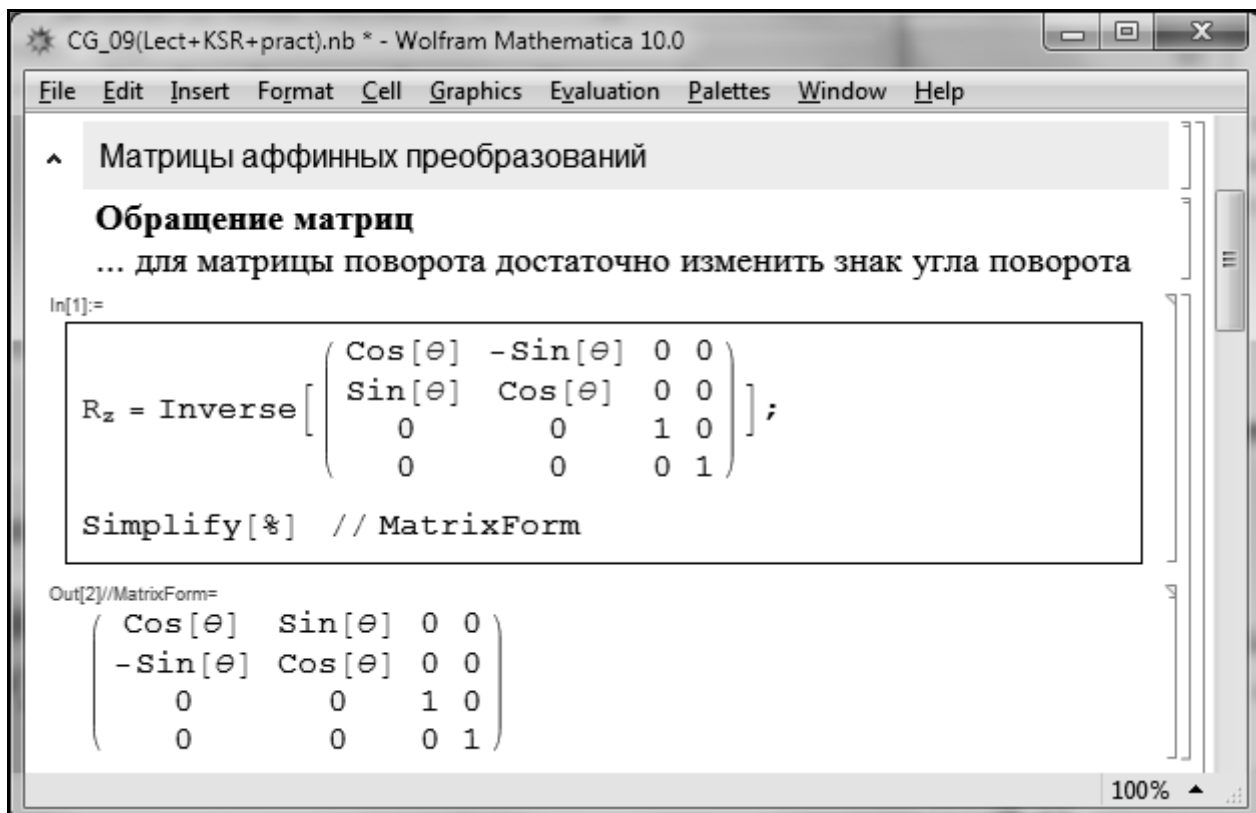 CG_09(Lect+KSR+pract).nb * - Wolfram Mathematica 10.0
File Edit Insert Format Cell Graphics Evaluation Palettes Window Help
Матрицы аффинных преобразований
Обращение матриц
... для матрицы поворота достаточно изменить знак угла поворота
In[1]:=
Cos[θ] -Sin[θ] 0 0
Sin[θ] Cos[θ] 0 0
R_z = Inverse[ ];
0 0 1 0
0 0 0 1
Simplify[%] // MatrixForm
Out[2]//MatrixForm=
Cos[θ] Sin[θ] 0 0
-Sin[θ] Cos[θ] 0 0
0 0 1 0
0 0 0 1
100%